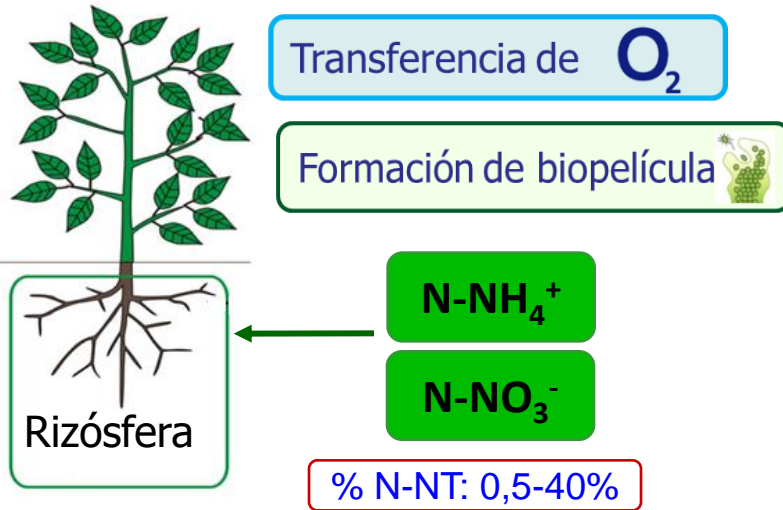 Transferencia de O₂
Formación de biopelícula
N-NH₄⁺
N-NO₃⁻
Rizósfera
% N-NT: 0,5-40%